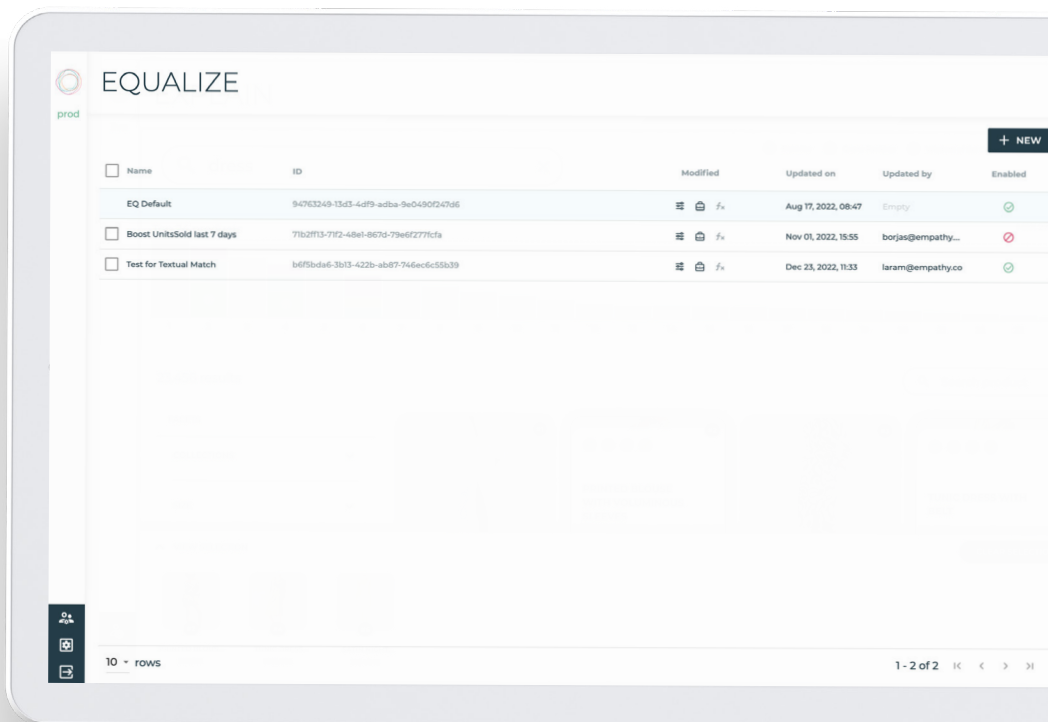 EQUALIZE
prod
+ NEW
Name ID Modified Updated on Updated by Enabled
EQ Default 94763249-13d3-4df9-adba-9e0490f247d6 fx Aug 17, 2022, 08:47 Empty
Boost UnitsSold last 7 days 71b2ff13-71f2-48e1-867d-79e6f277fcfa fx Nov 01, 2022, 15:55 borjas@empathy...
Test for Textual Match b6f5bda6-3b13-422b-ab87-746ec6c55b39 fx Dec 23, 2022, 11:33 laram@empathy.co
10 rows 1 - 2 of 2